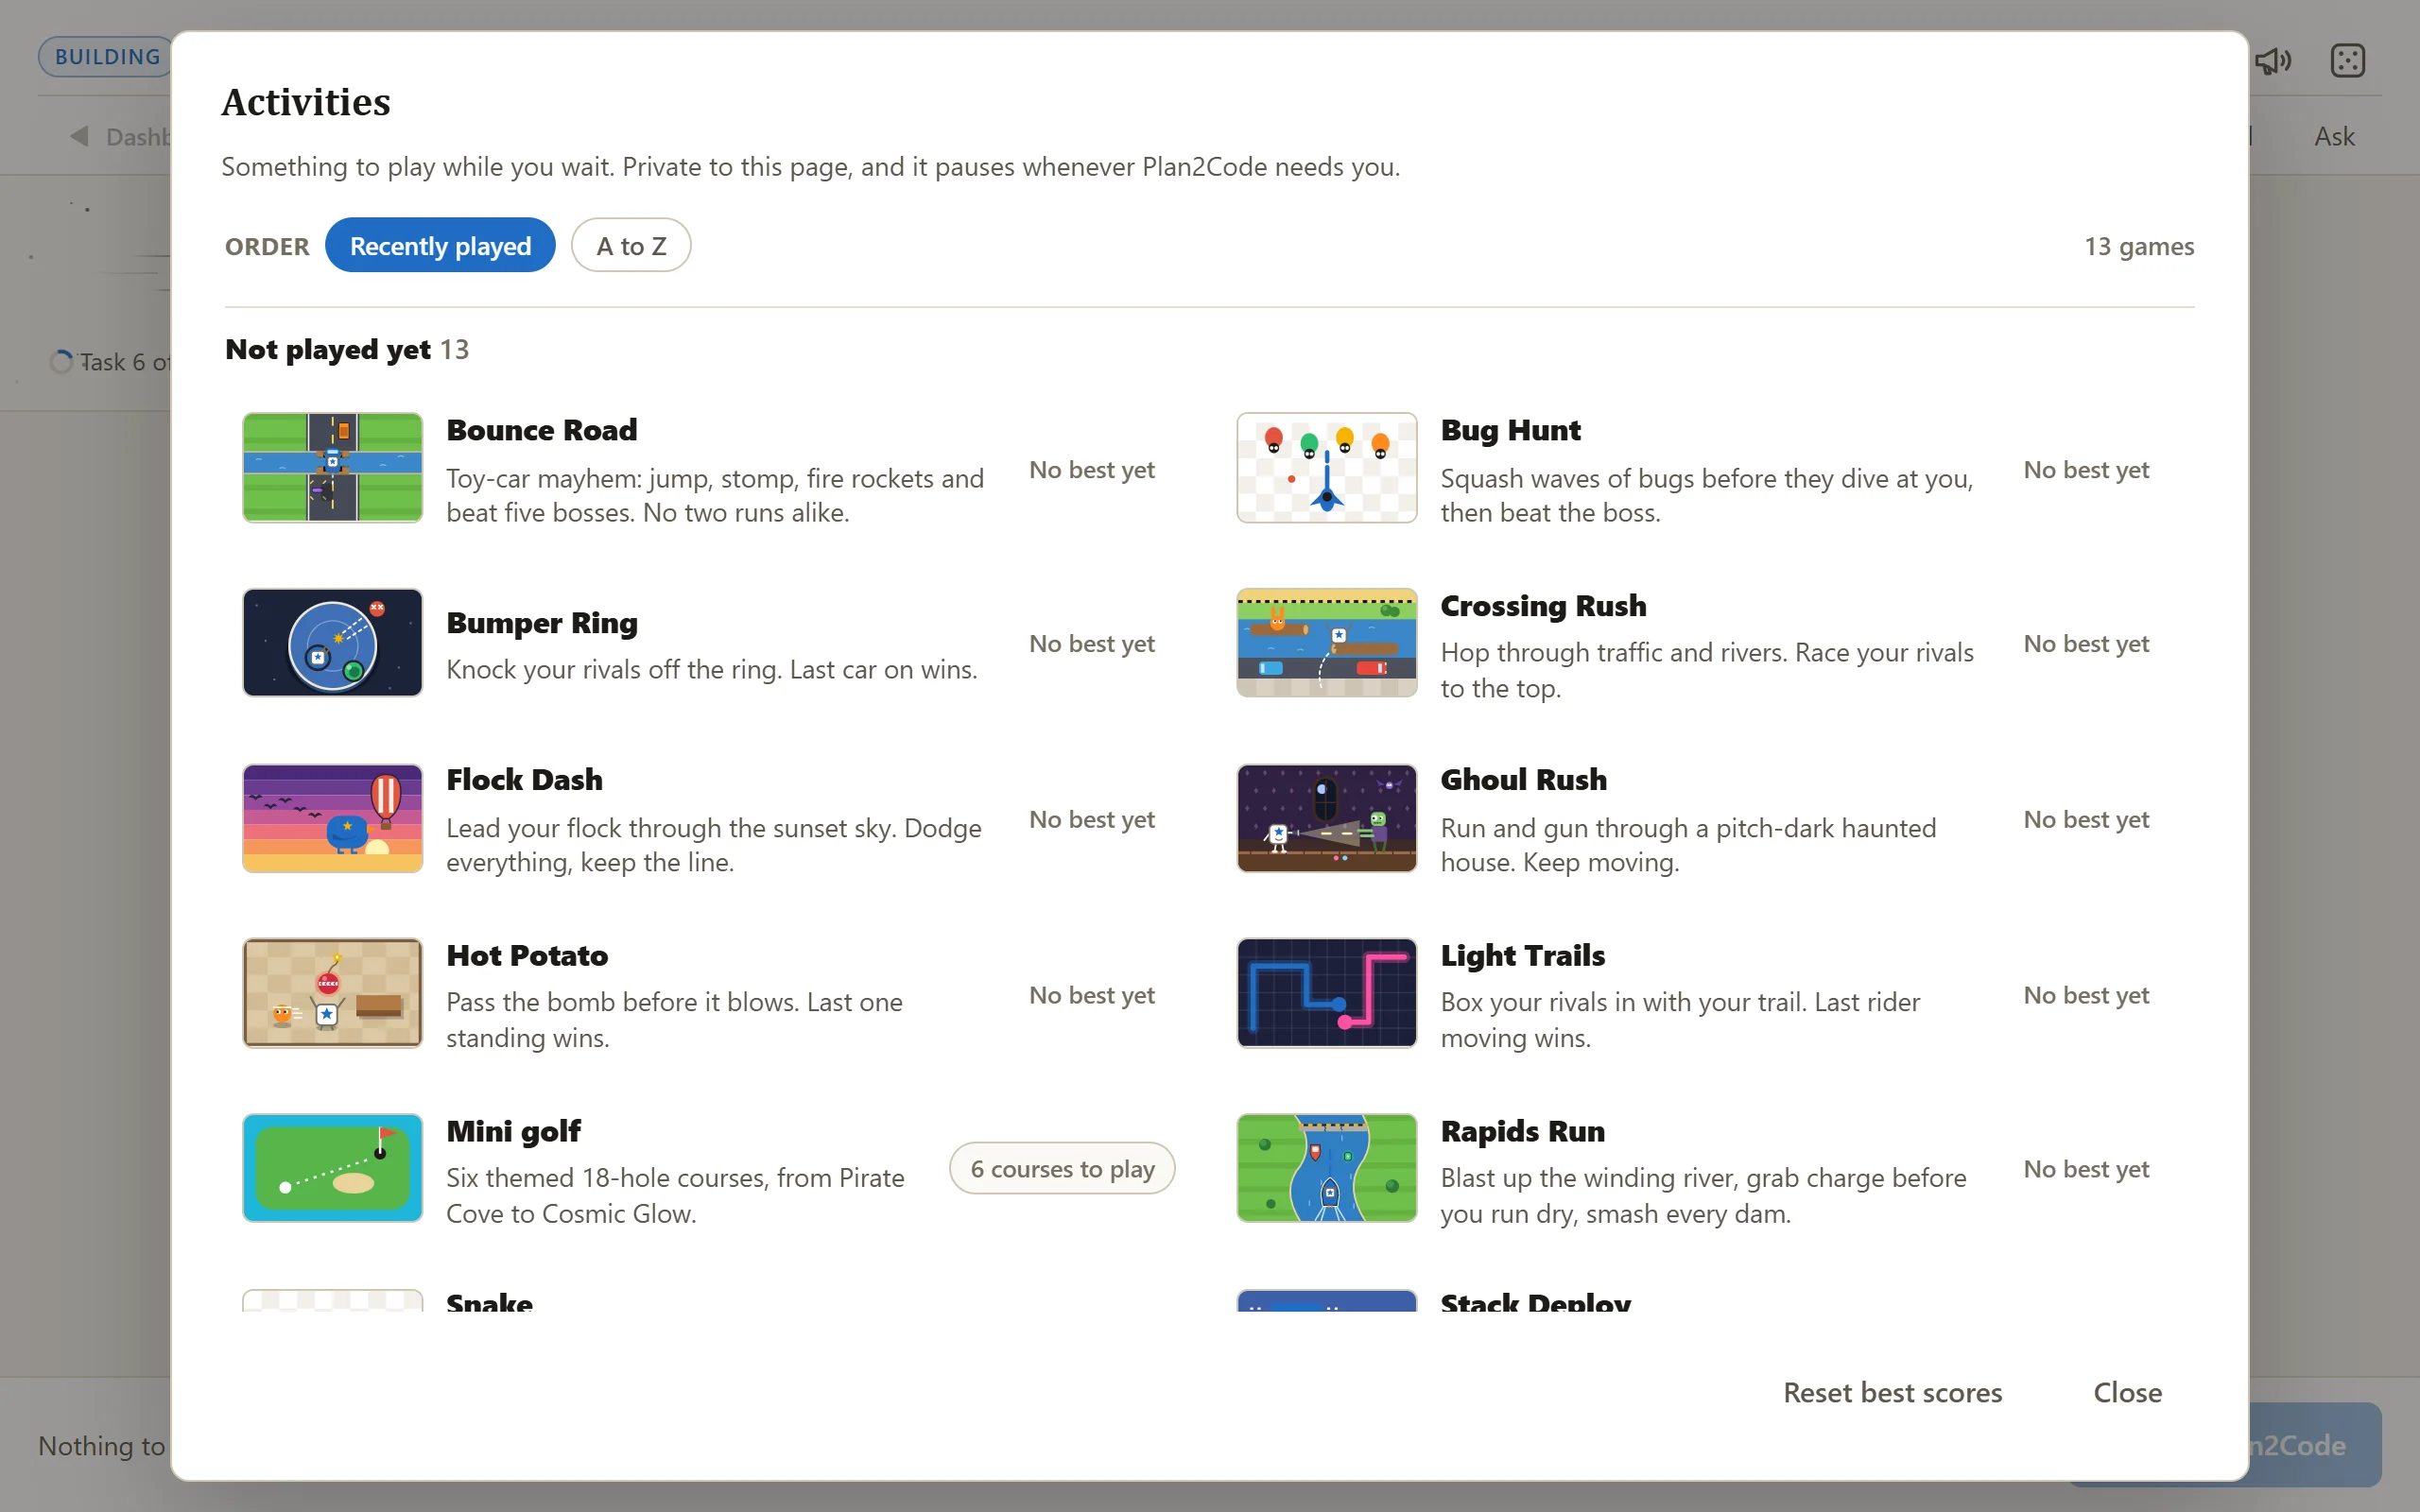 BUILDING
Dashb
Ask
Task 6 of
Activities
Something to play while you wait. Private to this page, and it pauses whenever Plan2Code needs you.
ORDER Recently played A to Z 13 games
Not played yet 13
Bounce Road
Toy-car mayhem: jump, stomp, fire rockets and
beat five bosses. No two runs alike.
No best yet
Bug Hunt
Squash waves of bugs before they dive at you,
then beat the boss.
No best yet
Bumper Ring
Knock your rivals off the ring. Last car on wins.
No best yet
Crossing Rush
Hop through traffic and rivers. Race your rivals
to the top.
No best yet
Flock Dash
Lead your flock through the sunset sky. Dodge
everything, keep the line.
No best yet
Ghoul Rush
Run and gun through a pitch-dark haunted
house. Keep moving.
No best yet
Hot Potato
Pass the bomb before it blows. Last one
standing wins.
No best yet
Light Trails
Box your rivals in with your trail. Last rider
moving wins.
No best yet
Mini golf
Six themed 18-hole courses, from Pirate
Cove to Cosmic Glow.
6 courses to play
Rapids Run
Blast up the winding river, grab charge before
you run dry, smash every dam.
No best yet
Snake
Stack Deploy
Reset best scores Close
Nothing to
n2Code